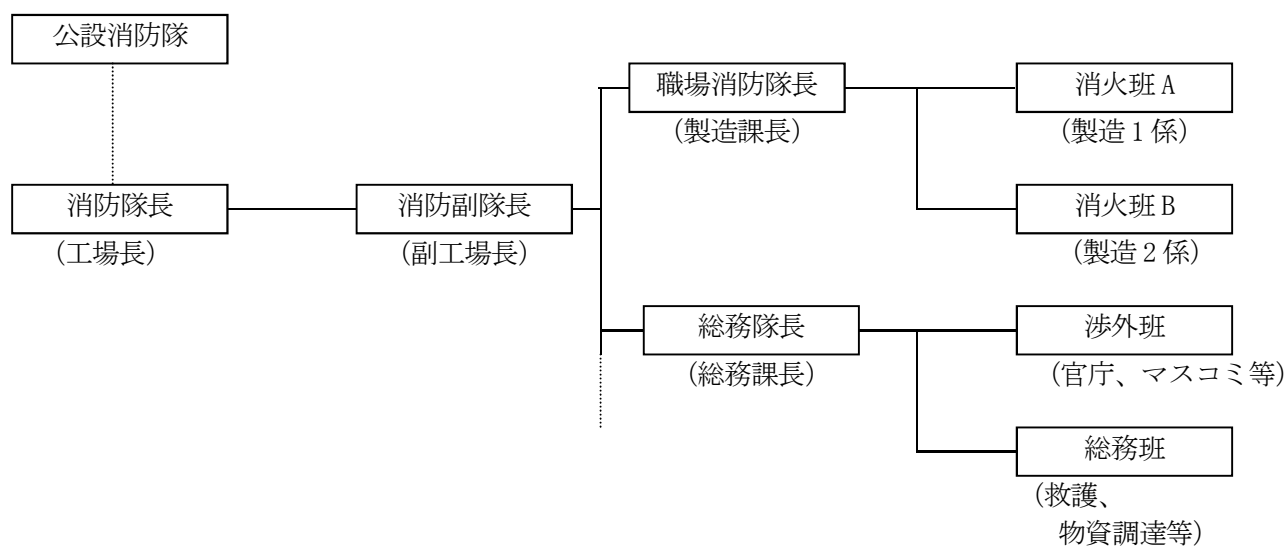 公設消防隊
職場消防隊長
消火班 A
(製造課長)
(製造 1 係)
消防隊長
消防副隊長
消火班 B
(工場長)
(副工場長)
(製造 2 係)
総務隊長
渉外班
(総務課長)
(官庁、マスコミ等)
総務班
(救護、
物資調達等)